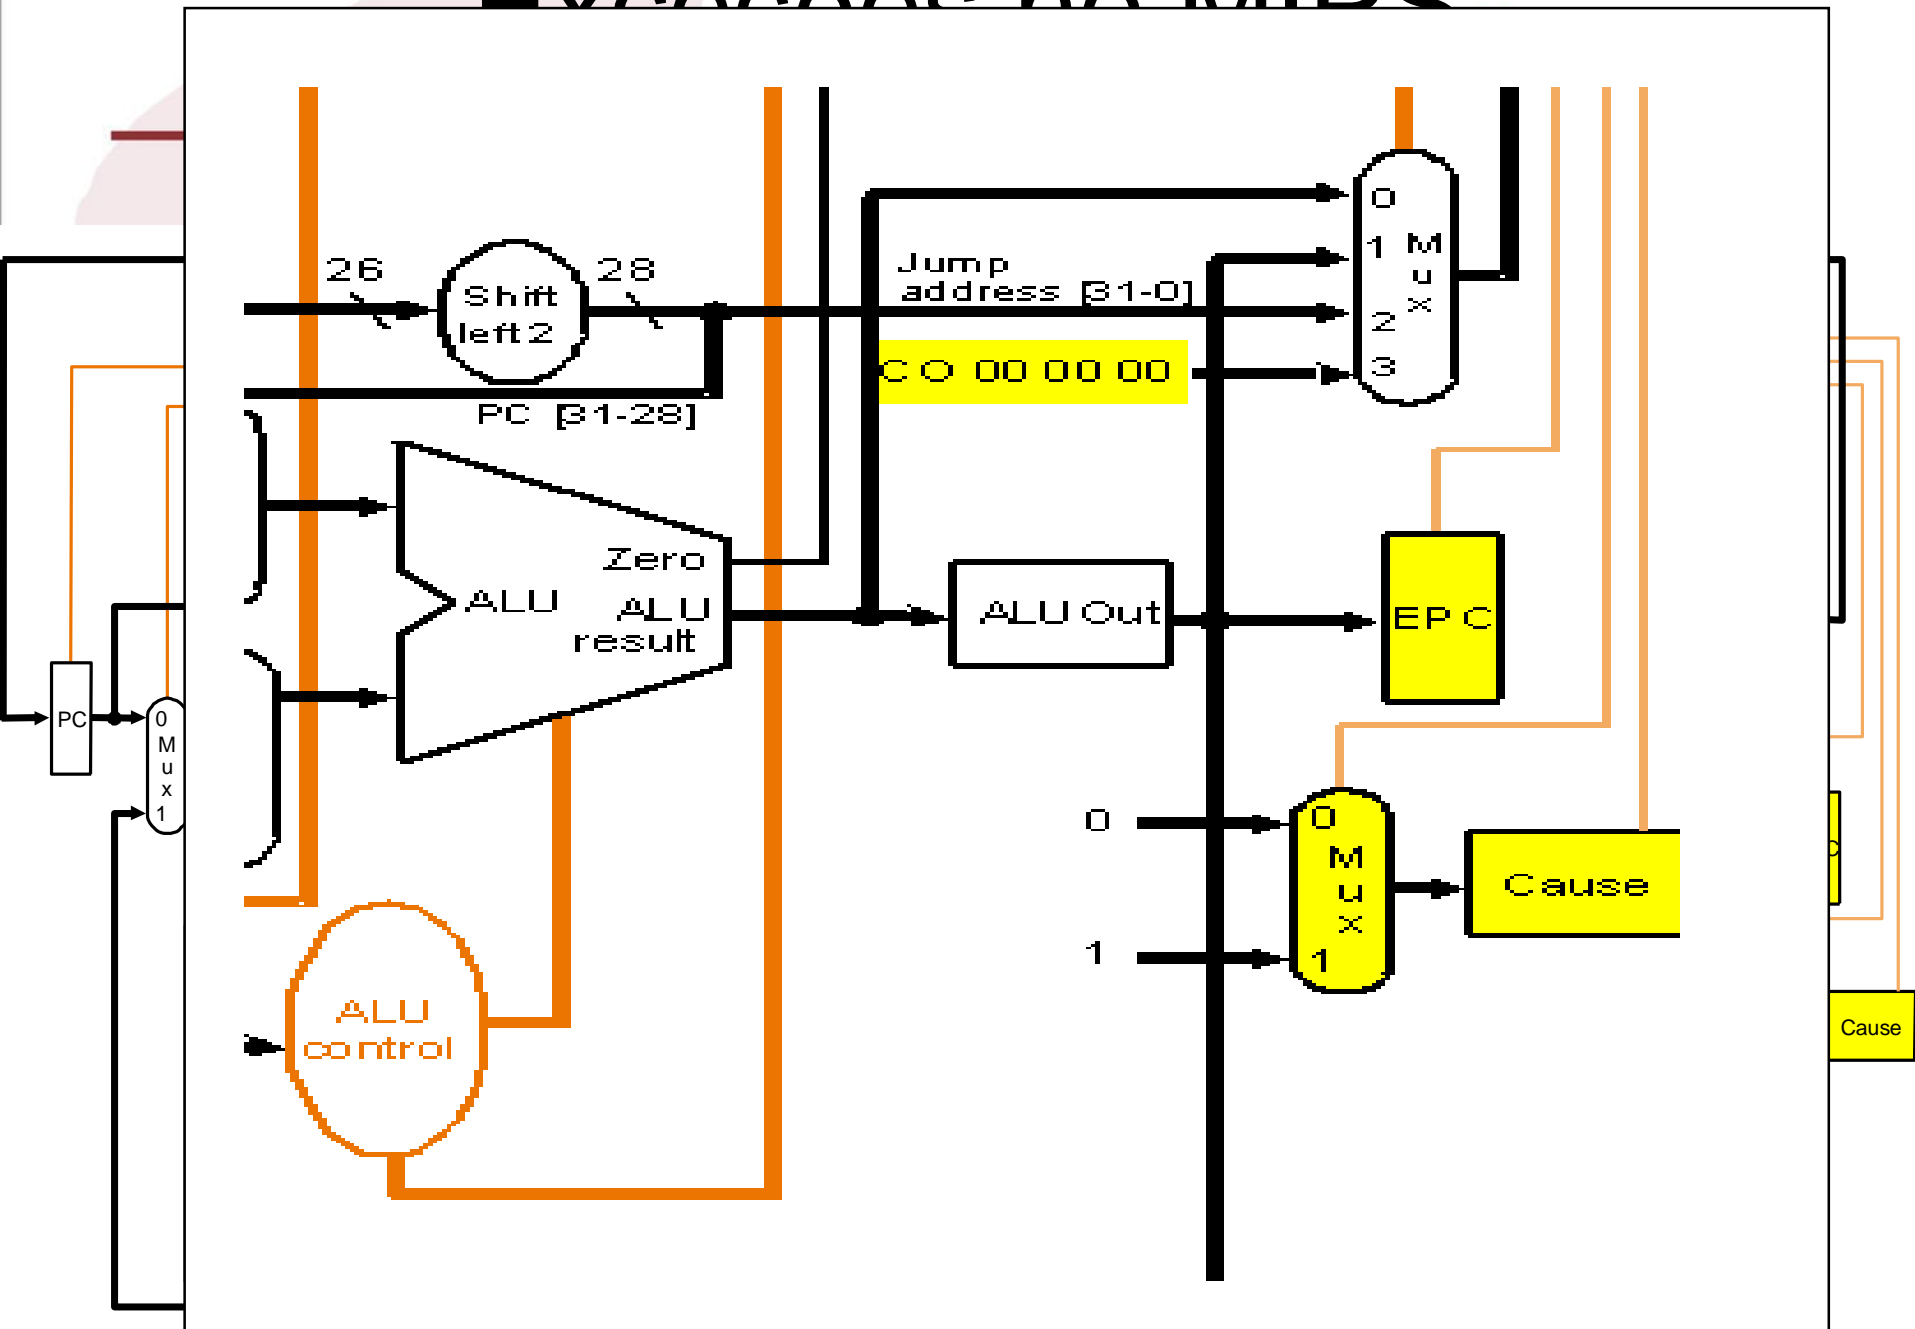 26
28
Shift
left 2
Jump
address [31-0]
PC [31-28]
CO 00 00 00
0
1
2
3
M
u
x
Zero
ALU
ALU
result
ALU Out
EPC
PC
0
M
u
x
1
0
1
0
M
u
x
1
Cause
ALU
control
Cause